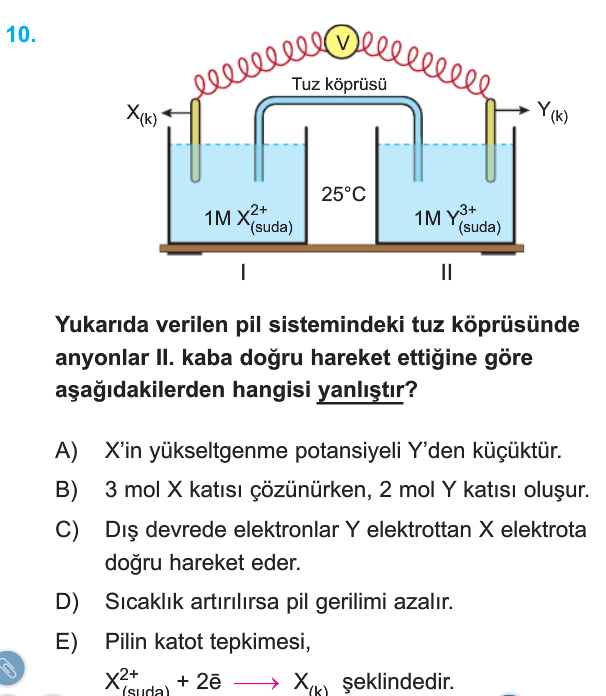 10.
V
Tuz köprüsü
X(k)
Y(k)
25°C
1M X²⁺(suda)
1M Y³⁺(suda)
I
II
Yukarıda verilen pil sistemindeki tuz köprüsünde
anyonlar II. kaba doğru hareket ettiğine göre
aşağıdakilerden hangisi yanlıştır?
A) X’in yükseltgenme potansiyeli Y’den küçüktür.
B) 3 mol X katısı çözünürken, 2 mol Y katısı oluşur.
C) Dış devrede elektronlar Y elektrottan X elektrota
doğru hareket eder.
D) Sıcaklık artırılırsa pil gerilimi azalır.
E) Pilin katot tepkimesi,
X²⁺(suda) + 2ē ⟶ X(k) şeklindedir.